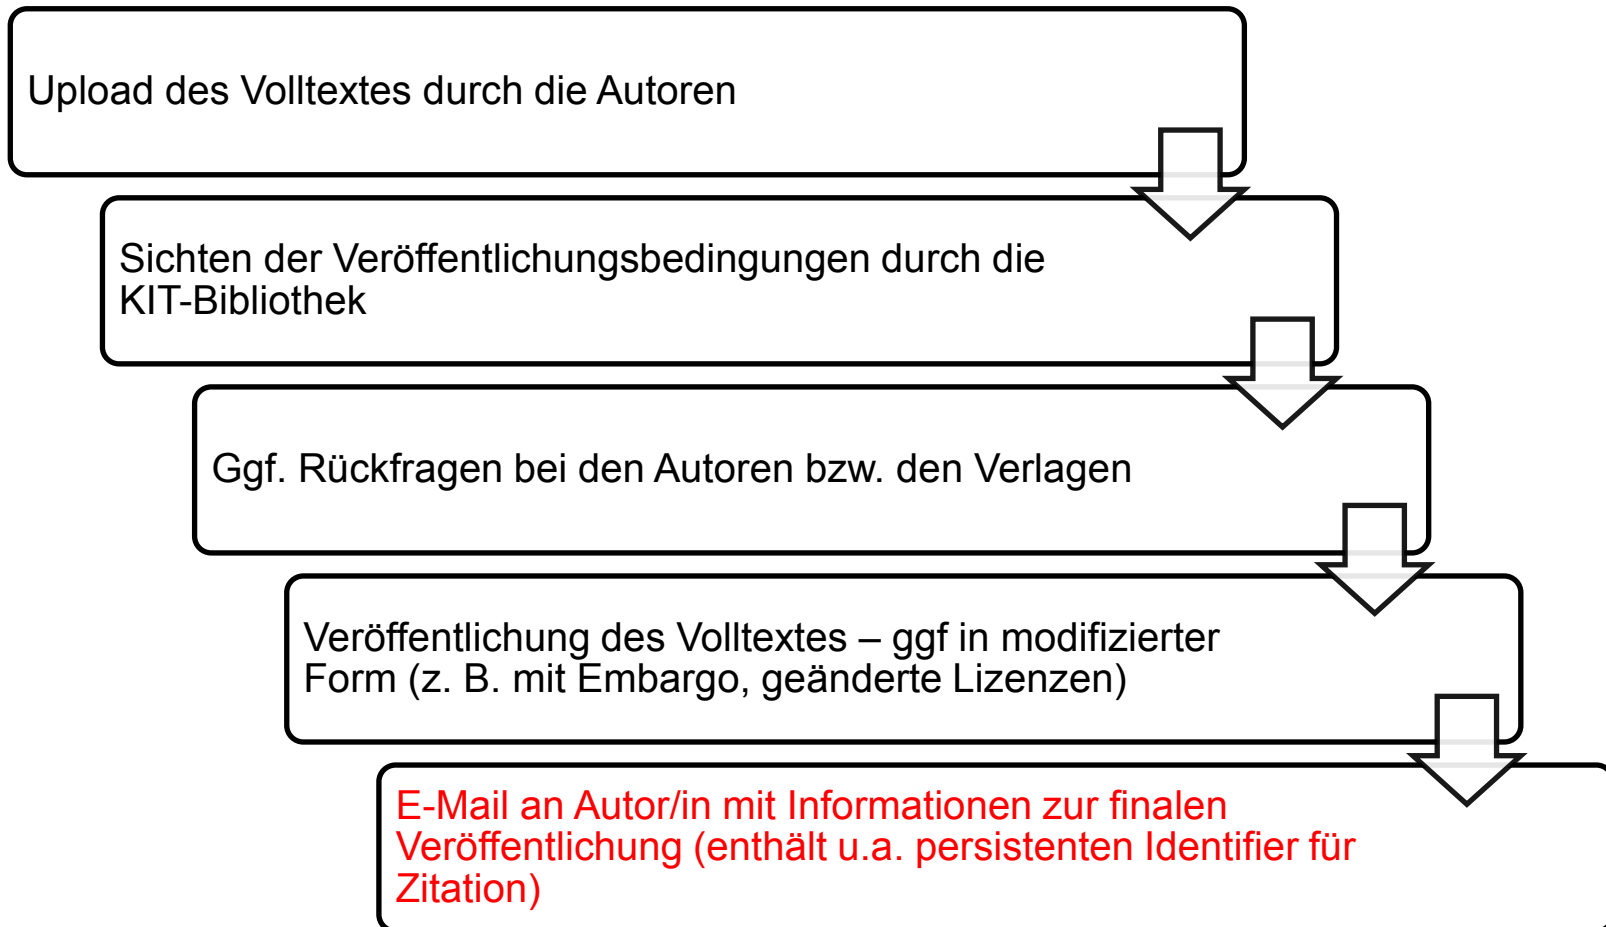 Upload des Volltextes durch die Autoren
Sichten der Veröffentlichungsbedingungen durch die
KIT-Bibliothek
Ggf. Rückfragen bei den Autoren bzw. den Verlagen
Veröffentlichung des Volltextes – ggf in modifizierter
Form (z. B. mit Embargo, geänderte Lizenzen)
E-Mail an Autor/in mit Informationen zur finalen
Veröffentlichung (enthält u.a. persistenten Identifier für
Zitation)